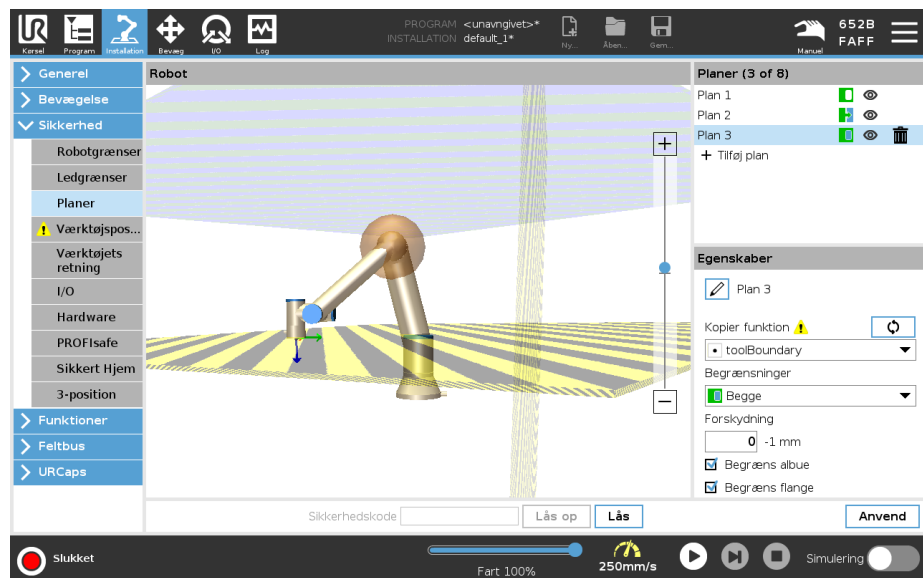 PROGRAM <unavngivet>*
INSTALLATION default_1*
Kørsel
Program
Installation
Bevæg
I/O
Log
Ny...
Åben...
Gem...
Manuel
652B
FAFF
Generel
Bevægelse
Sikkerhed
Robotgrænser
Ledgrænser
Planer
Værktøjspos...
Værktøjets
retning
I/O
Hardware
PROFIsafe
Sikkert Hjem
3-position
Funktioner
Feltbus
URCaps
Robot
Planer (3 of 8)
Plan 1
Plan 2
Plan 3
+ Tilføj plan
Egenskaber
Plan 3
Kopier funktion
toolBoundary
Begrænsninger
Begge
Forskydning
0 -1 mm
Begræns albue
Begræns flange
Sikkerhedskode
Lås op
Lås
Anvend
Slukket
Fart 100%
250mm/s
Simulering